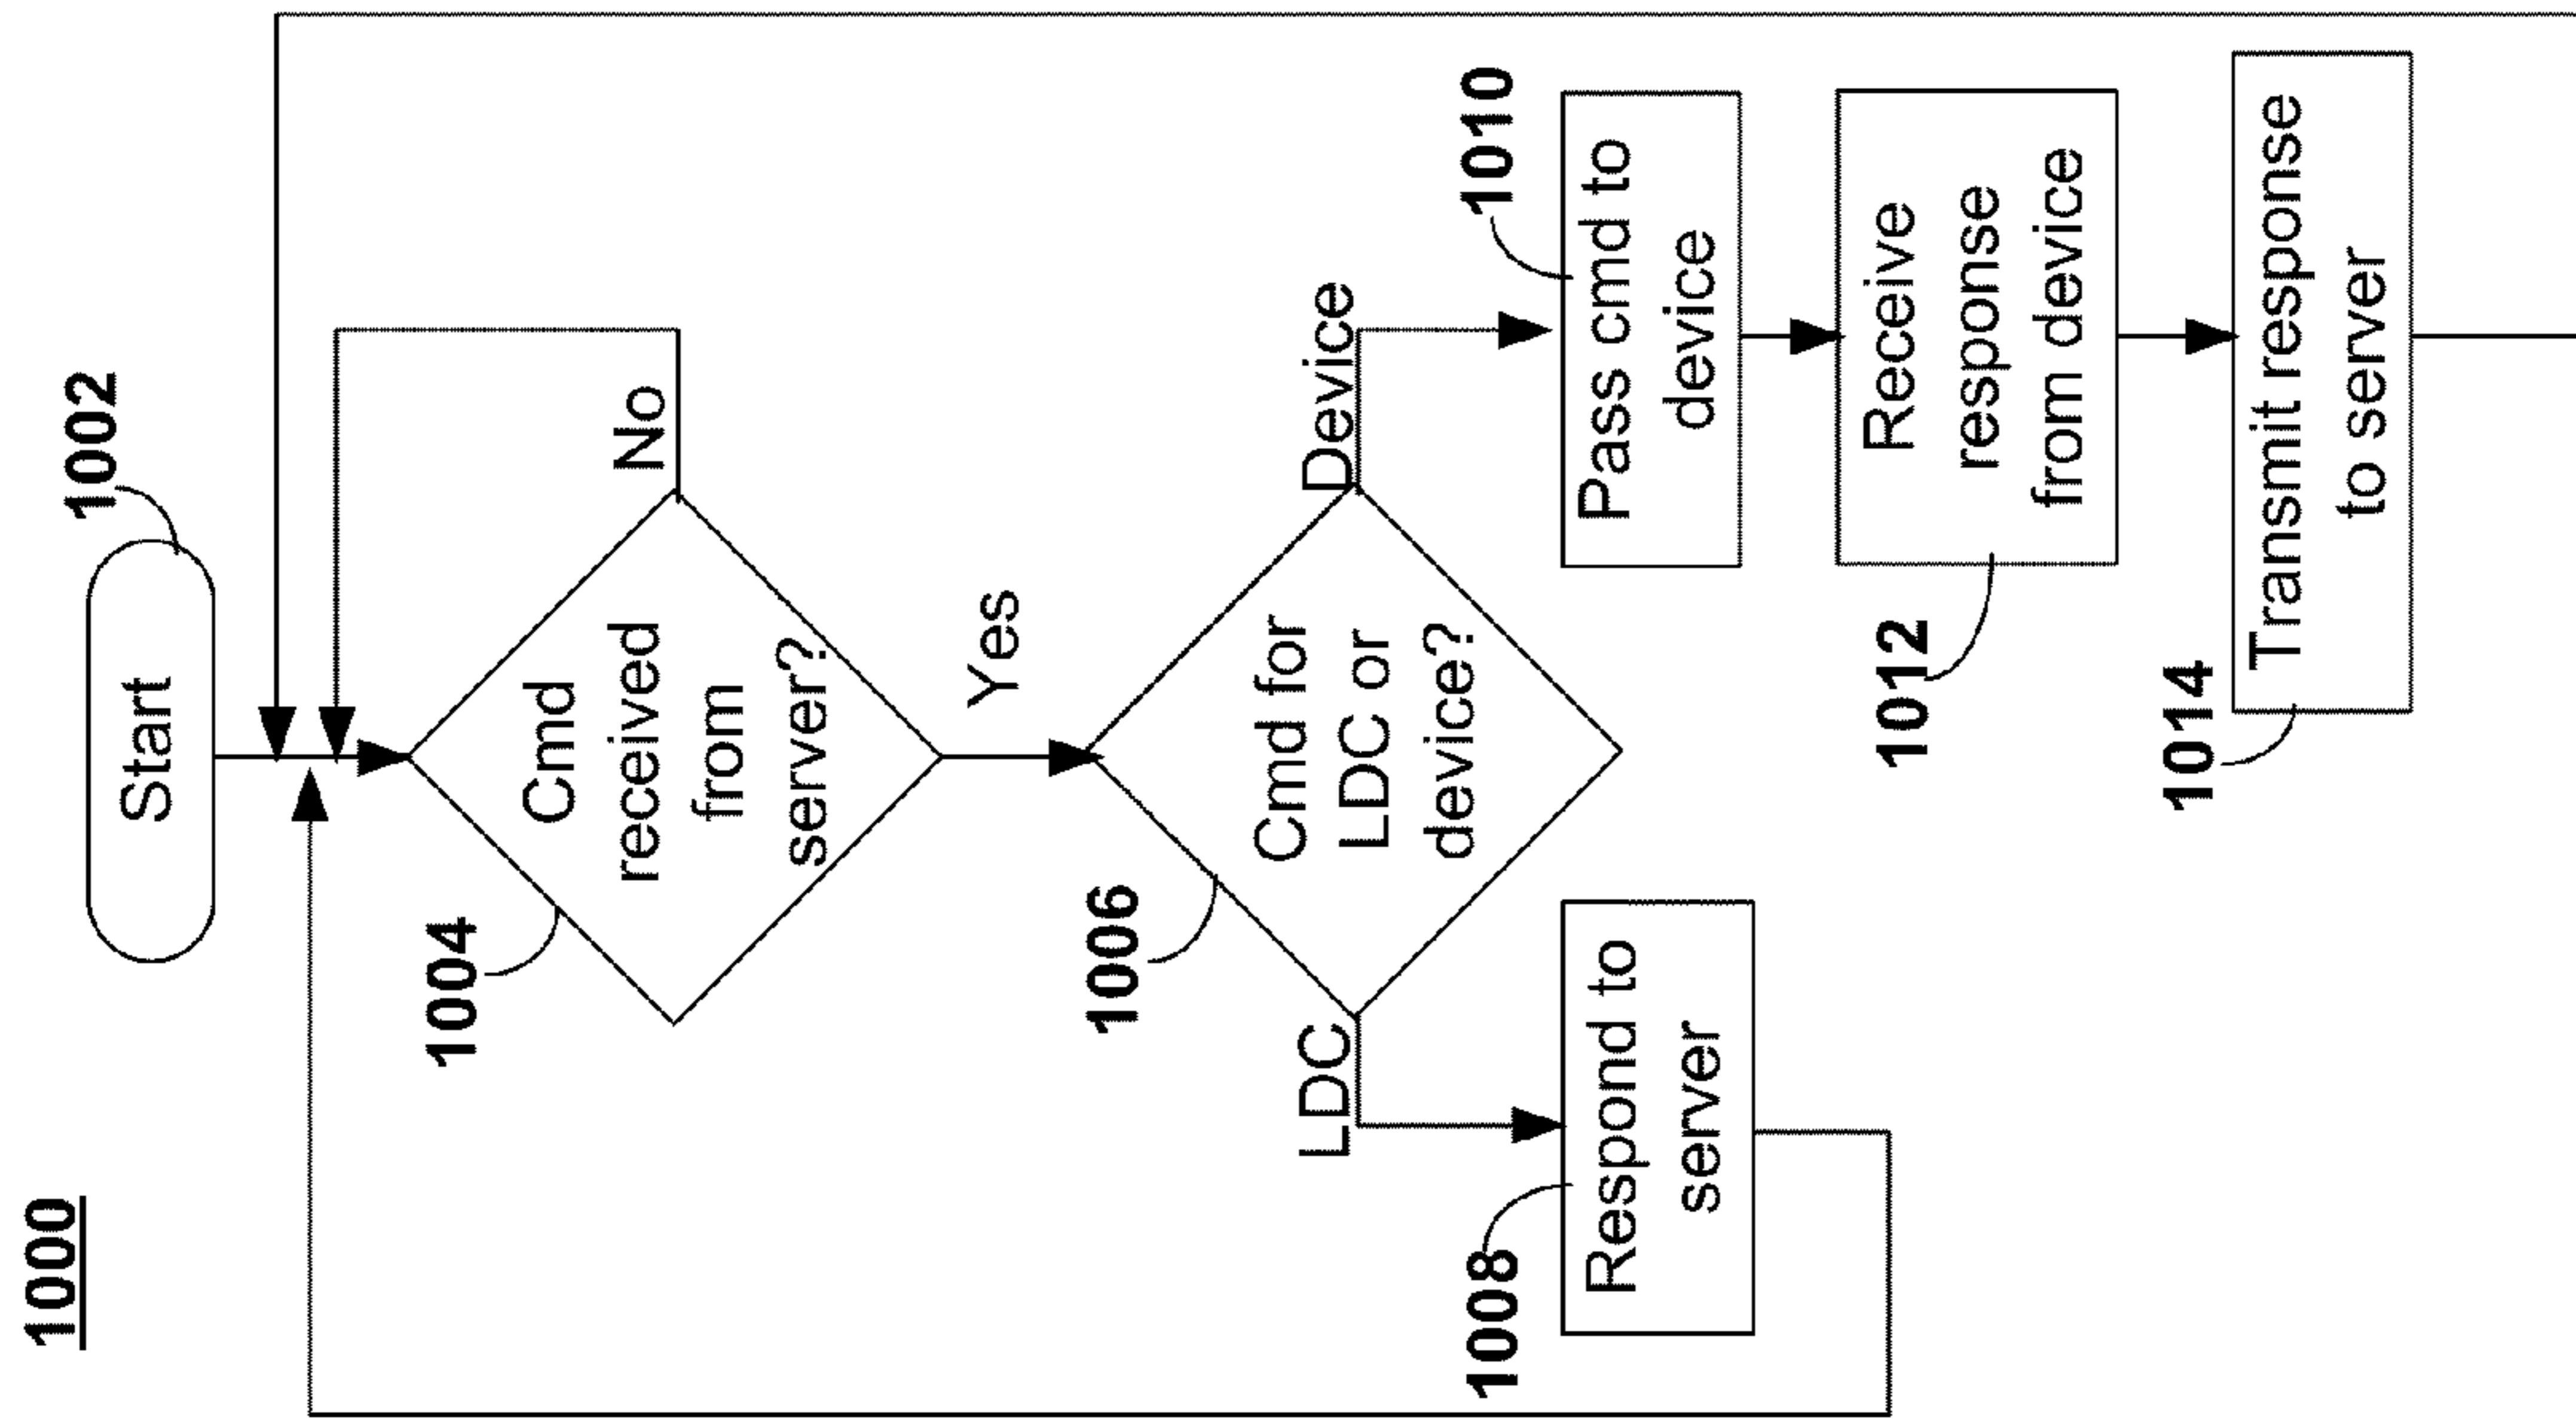 1000
1002
Start
1004
Cmd
received
from
server?
No
Yes
1006
Cmd for
LDC or
device?
LDC
Device
1008
Respond to
server
1010
Pass cmd to
device
1012
Receive
response
from device
1014
Transmit response
to server